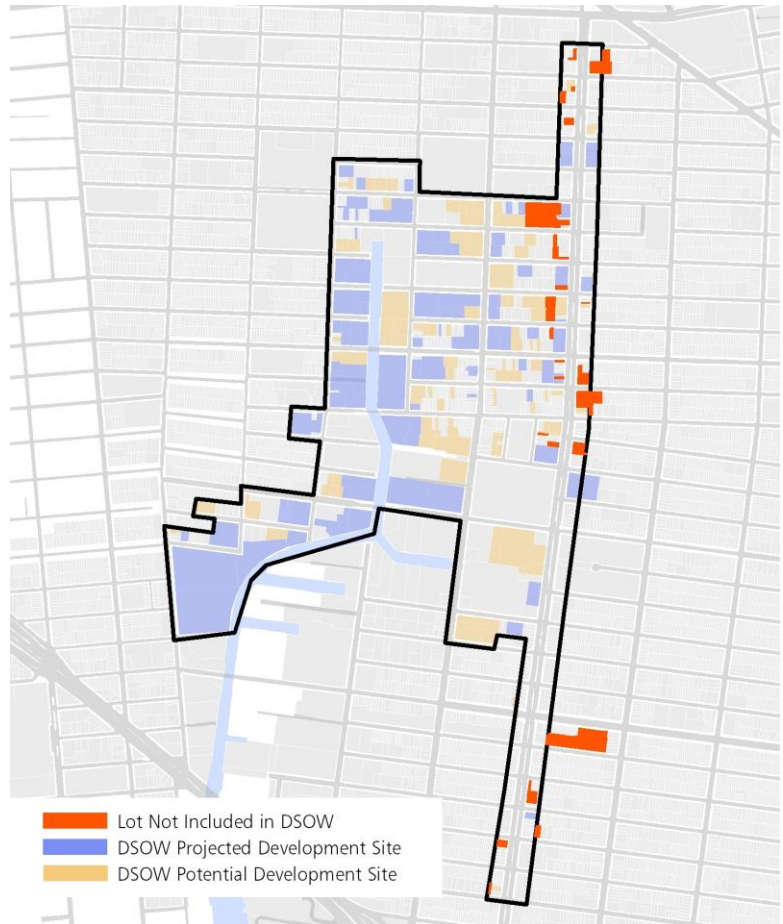 Lot Not Included in DSOW
DSOW Projected Development Site
DSOW Potential Development Site